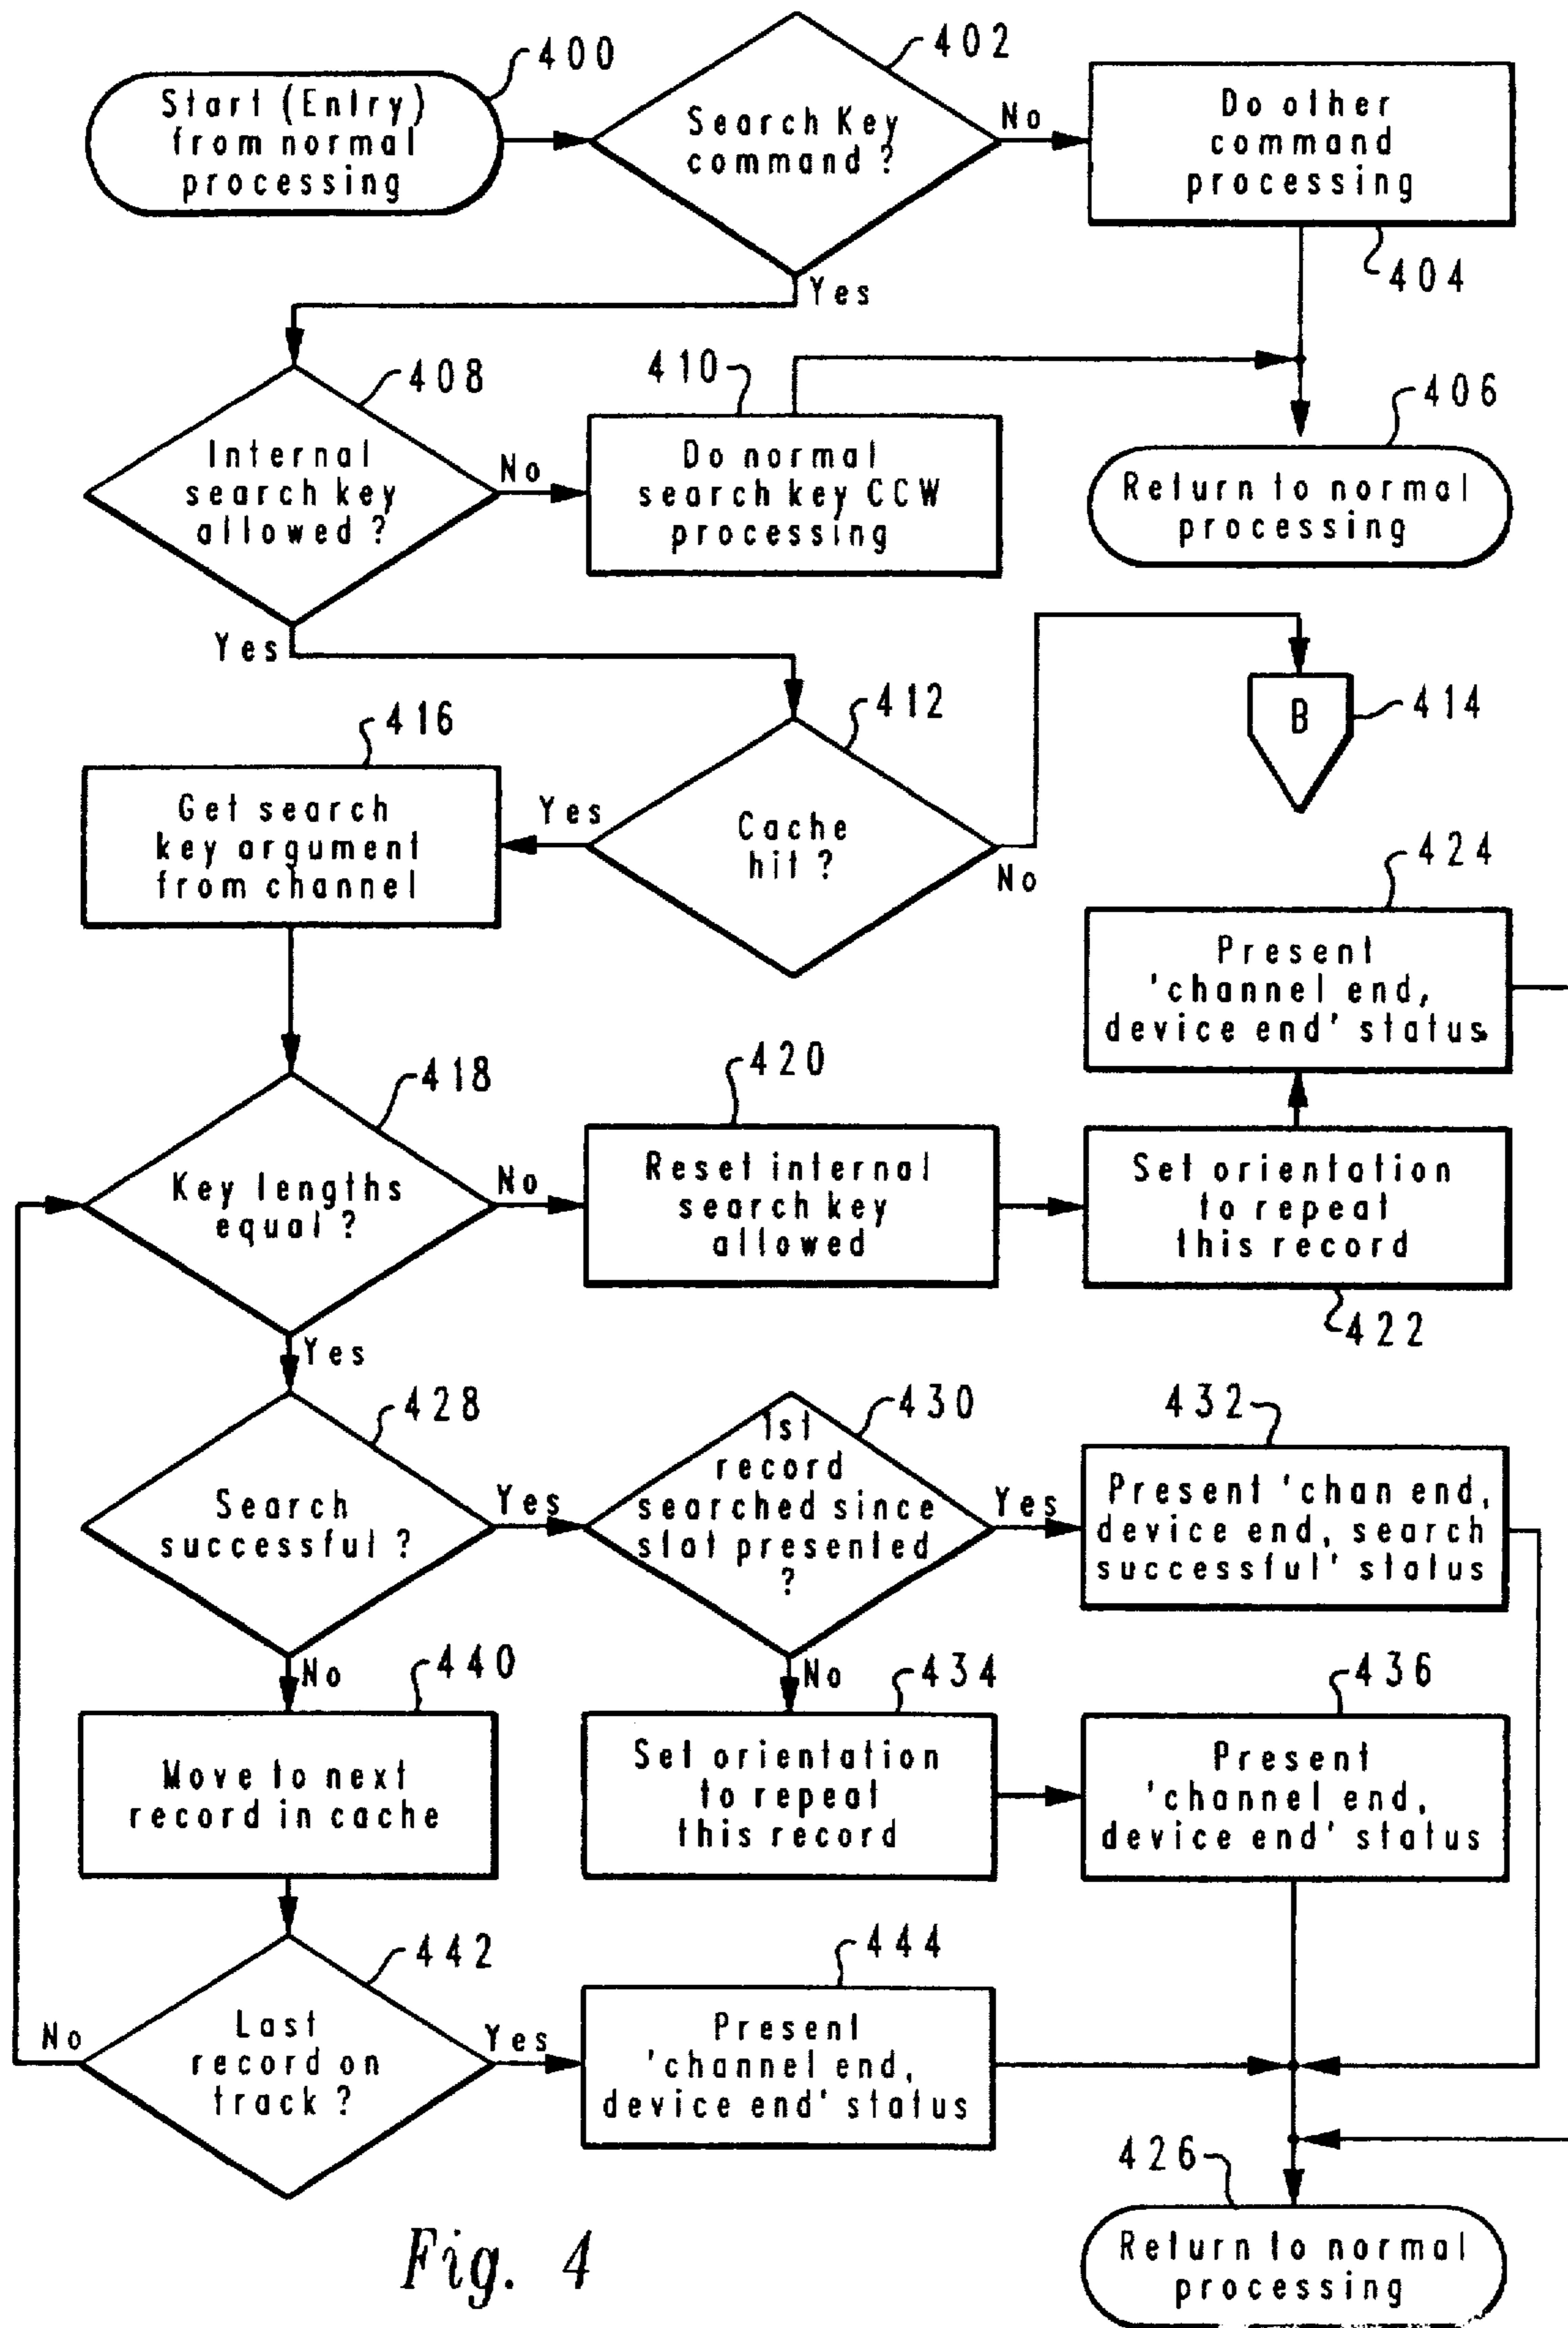 400
Start (Entry)
from normal
processing
402
Search Key
command ?
No
Do other
command
processing
404
Yes
408
Internal
search key
allowed ?
No
410
Do normal
search key CCW
processing
406
Return to normal
processing
Yes
412
Cache
hit ?
Yes
No
B
414
416
Get search
key argument
from channel
424
Present
'channel end,
device end' status
418
Key lengths
equal ?
No
420
Reset internal
search key
allowed
Set orientation
to repeat
this record
422
Yes
428
Search
successful ?
Yes
430
1st
record
searched since
stat presented
?
Yes
432
Present 'chan end,
device end, search
successful' status
No
440
Move to next
record in cache
No
434
Set orientation
to repeat
this record
436
Present
'channel end,
device end' status
442
Last
record on
track ?
No
Yes
444
Present
'channel end,
device end' status
426
Return to normal
processing
Fig. 4